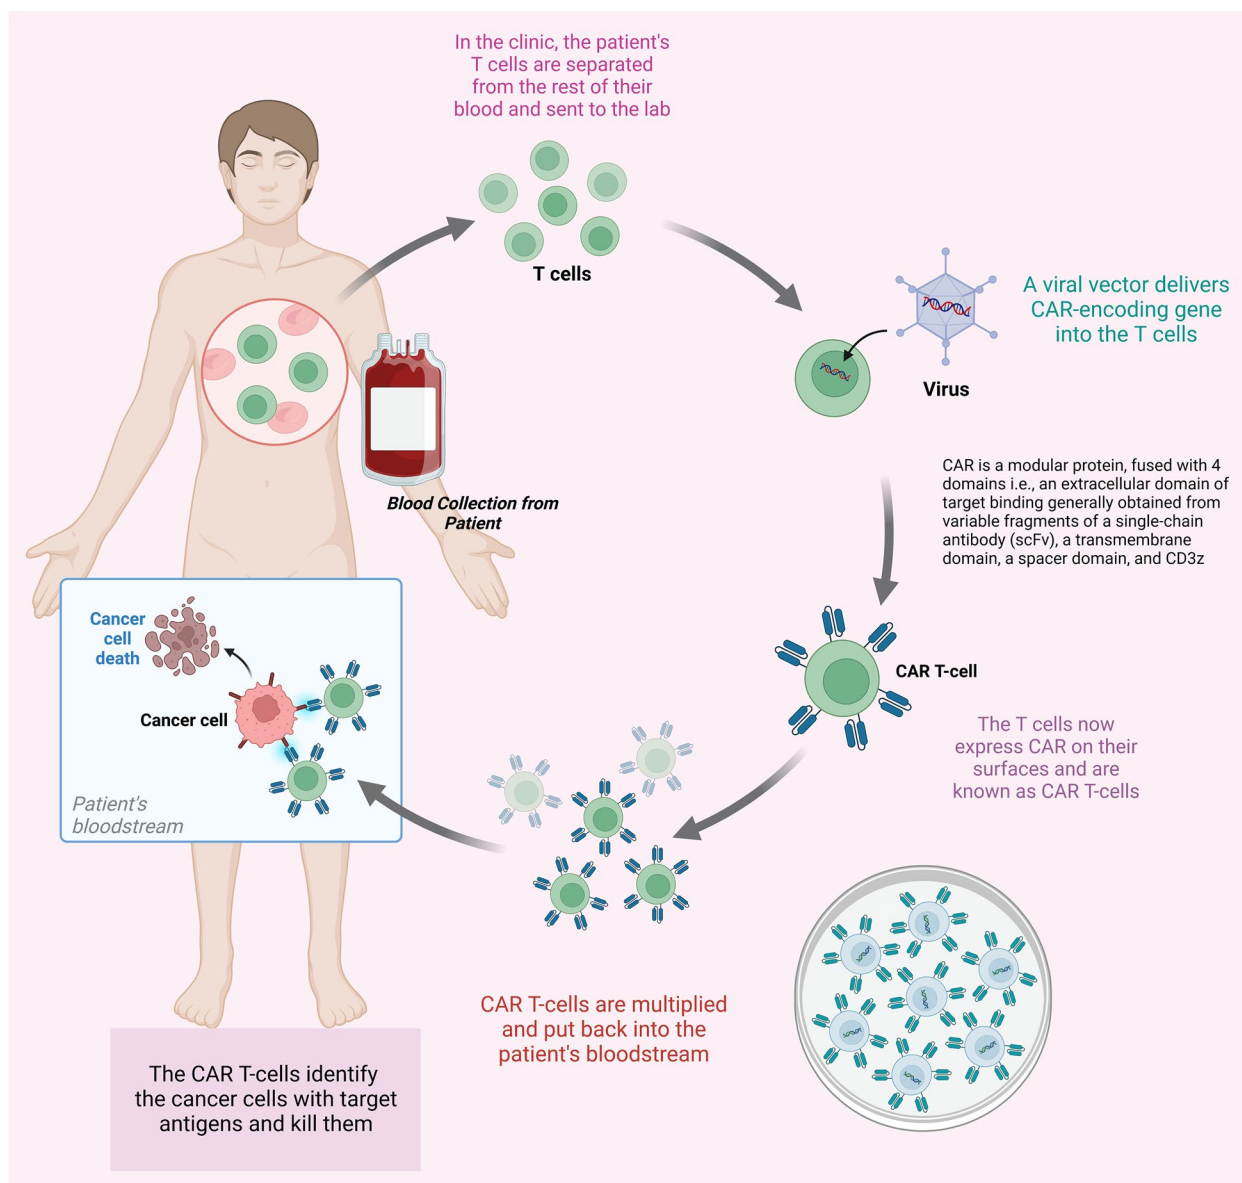 In the clinic, the patient's
T cells are separated
from the rest of their
blood and sent to the lab
T cells
A viral vector delivers
CAR-encoding gene
into the T cells
Virus
Blood Collection from
Patient
CAR is a modular protein, fused with 4
domains i.e., an extracellular domain of
target binding generally obtained from
variable fragments of a single-chain
antibody (scFv), a transmembrane
domain, a spacer domain, and CD3z
CAR T-cell
The T cells now
express CAR on their
surfaces and are
known as CAR T-cells
CAR T-cells are multiplied
and put back into the
patient's bloodstream
Cancer
cell
death
Cancer cell
Patient's
bloodstream
The CAR T-cells identify
the cancer cells with target
antigens and kill them